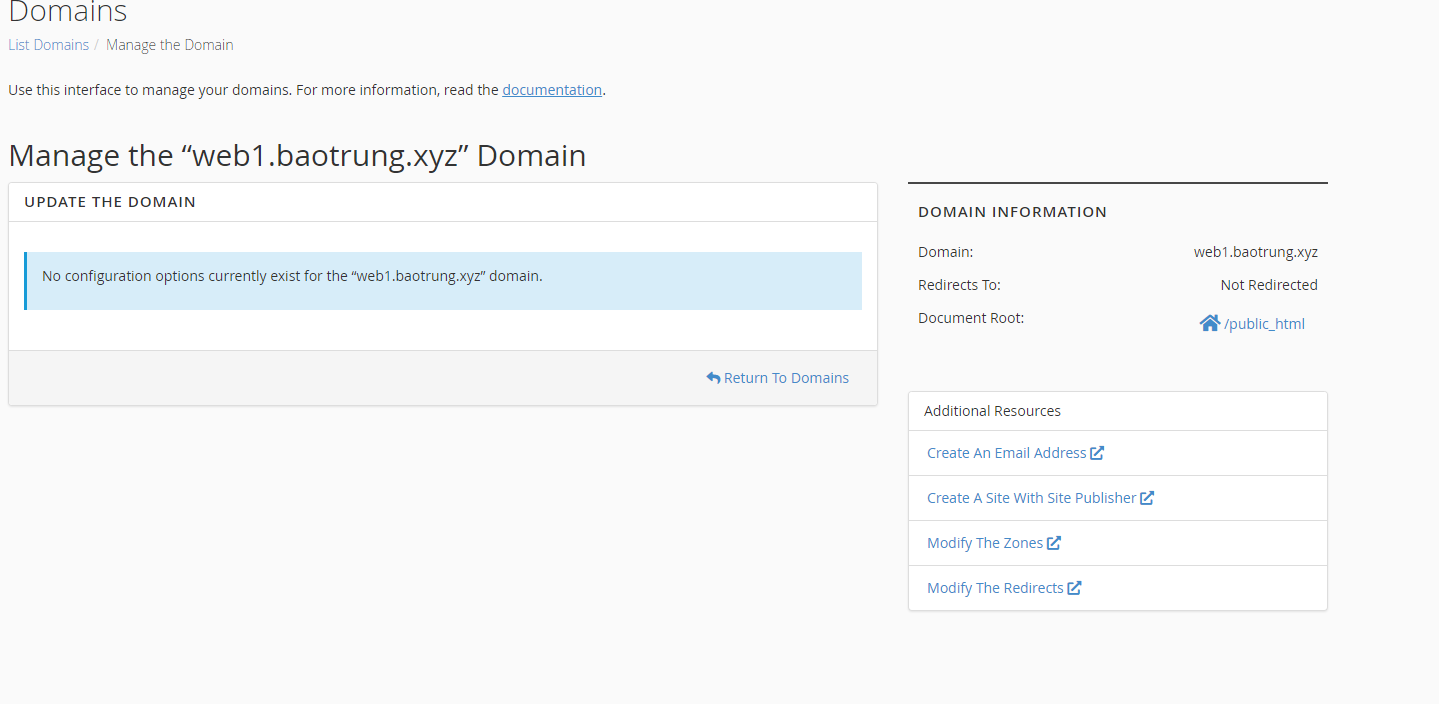 Domains
List Domains / Manage the Domain
Use this interface to manage your domains. For more information, read the documentation.
Manage the “web1.baotrung.xyz” Domain
UPDATE THE DOMAIN
No configuration options currently exist for the “web1.baotrung.xyz” domain.
Return To Domains
DOMAIN INFORMATION
Domain: web1.baotrung.xyz
Redirects To: Not Redirected
Document Root: /public_html
Additional Resources
Create An Email Address
Create A Site With Site Publisher
Modify The Zones
Modify The Redirects